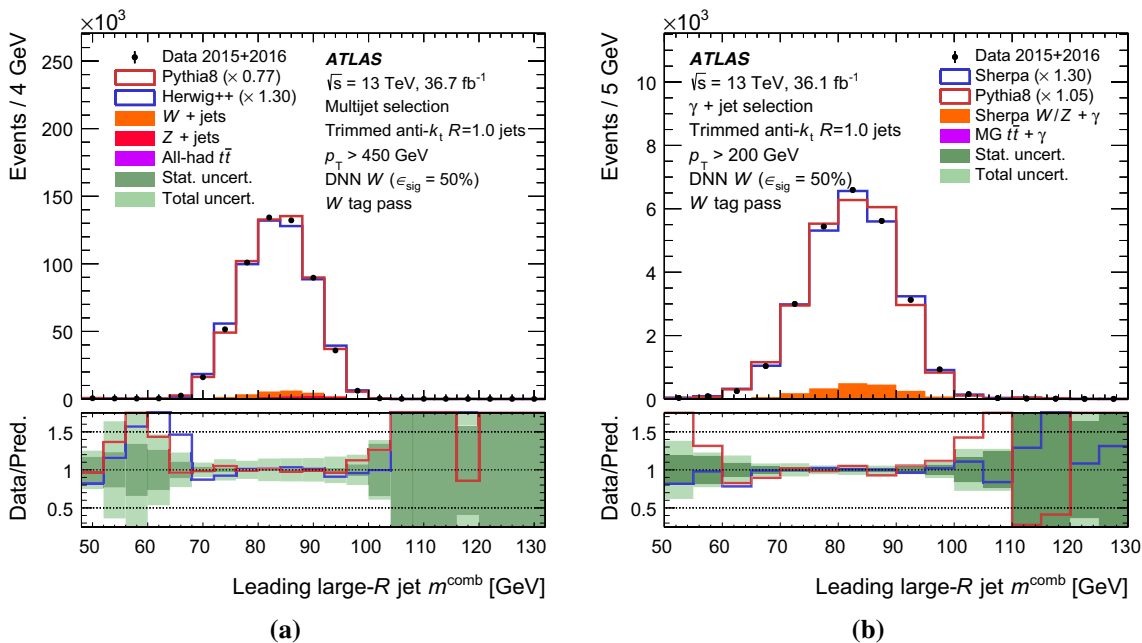 ×10³
Events / 4 GeV
250
200
150
100
50
0
Data 2015+2016
Pythia8 (× 0.77)
Herwig++ (× 1.30)
W + jets
Z + jets
All-had tt̄
Stat. uncert.
Total uncert.
ATLAS
√s = 13 TeV, 36.7 fb⁻¹
Multijet selection
Trimmed anti-kₜ R=1.0 jets
p_T > 450 GeV
DNN W (ϵ_sig = 50%)
W tag pass
Data/Pred.
1.5
1
0.5
50 60 70 80 90 100 110 120 130
Leading large-R jet m^comb [GeV]
(a)
×10³
Events / 5 GeV
10
8
6
4
2
0
ATLAS
√s = 13 TeV, 36.1 fb⁻¹
γ + jet selection
Trimmed anti-kₜ R=1.0 jets
p_T > 200 GeV
DNN W (ϵ_sig = 50%)
W tag pass
Data 2015+2016
Sherpa (× 1.30)
Pythia8 (× 1.05)
Sherpa W/Z + γ
MG tt̄ + γ
Stat. uncert.
Total uncert.
Data/Pred.
1.5
1
0.5
50 60 70 80 90 100 110 120 130
Leading large-R jet m^comb [GeV]
(b)